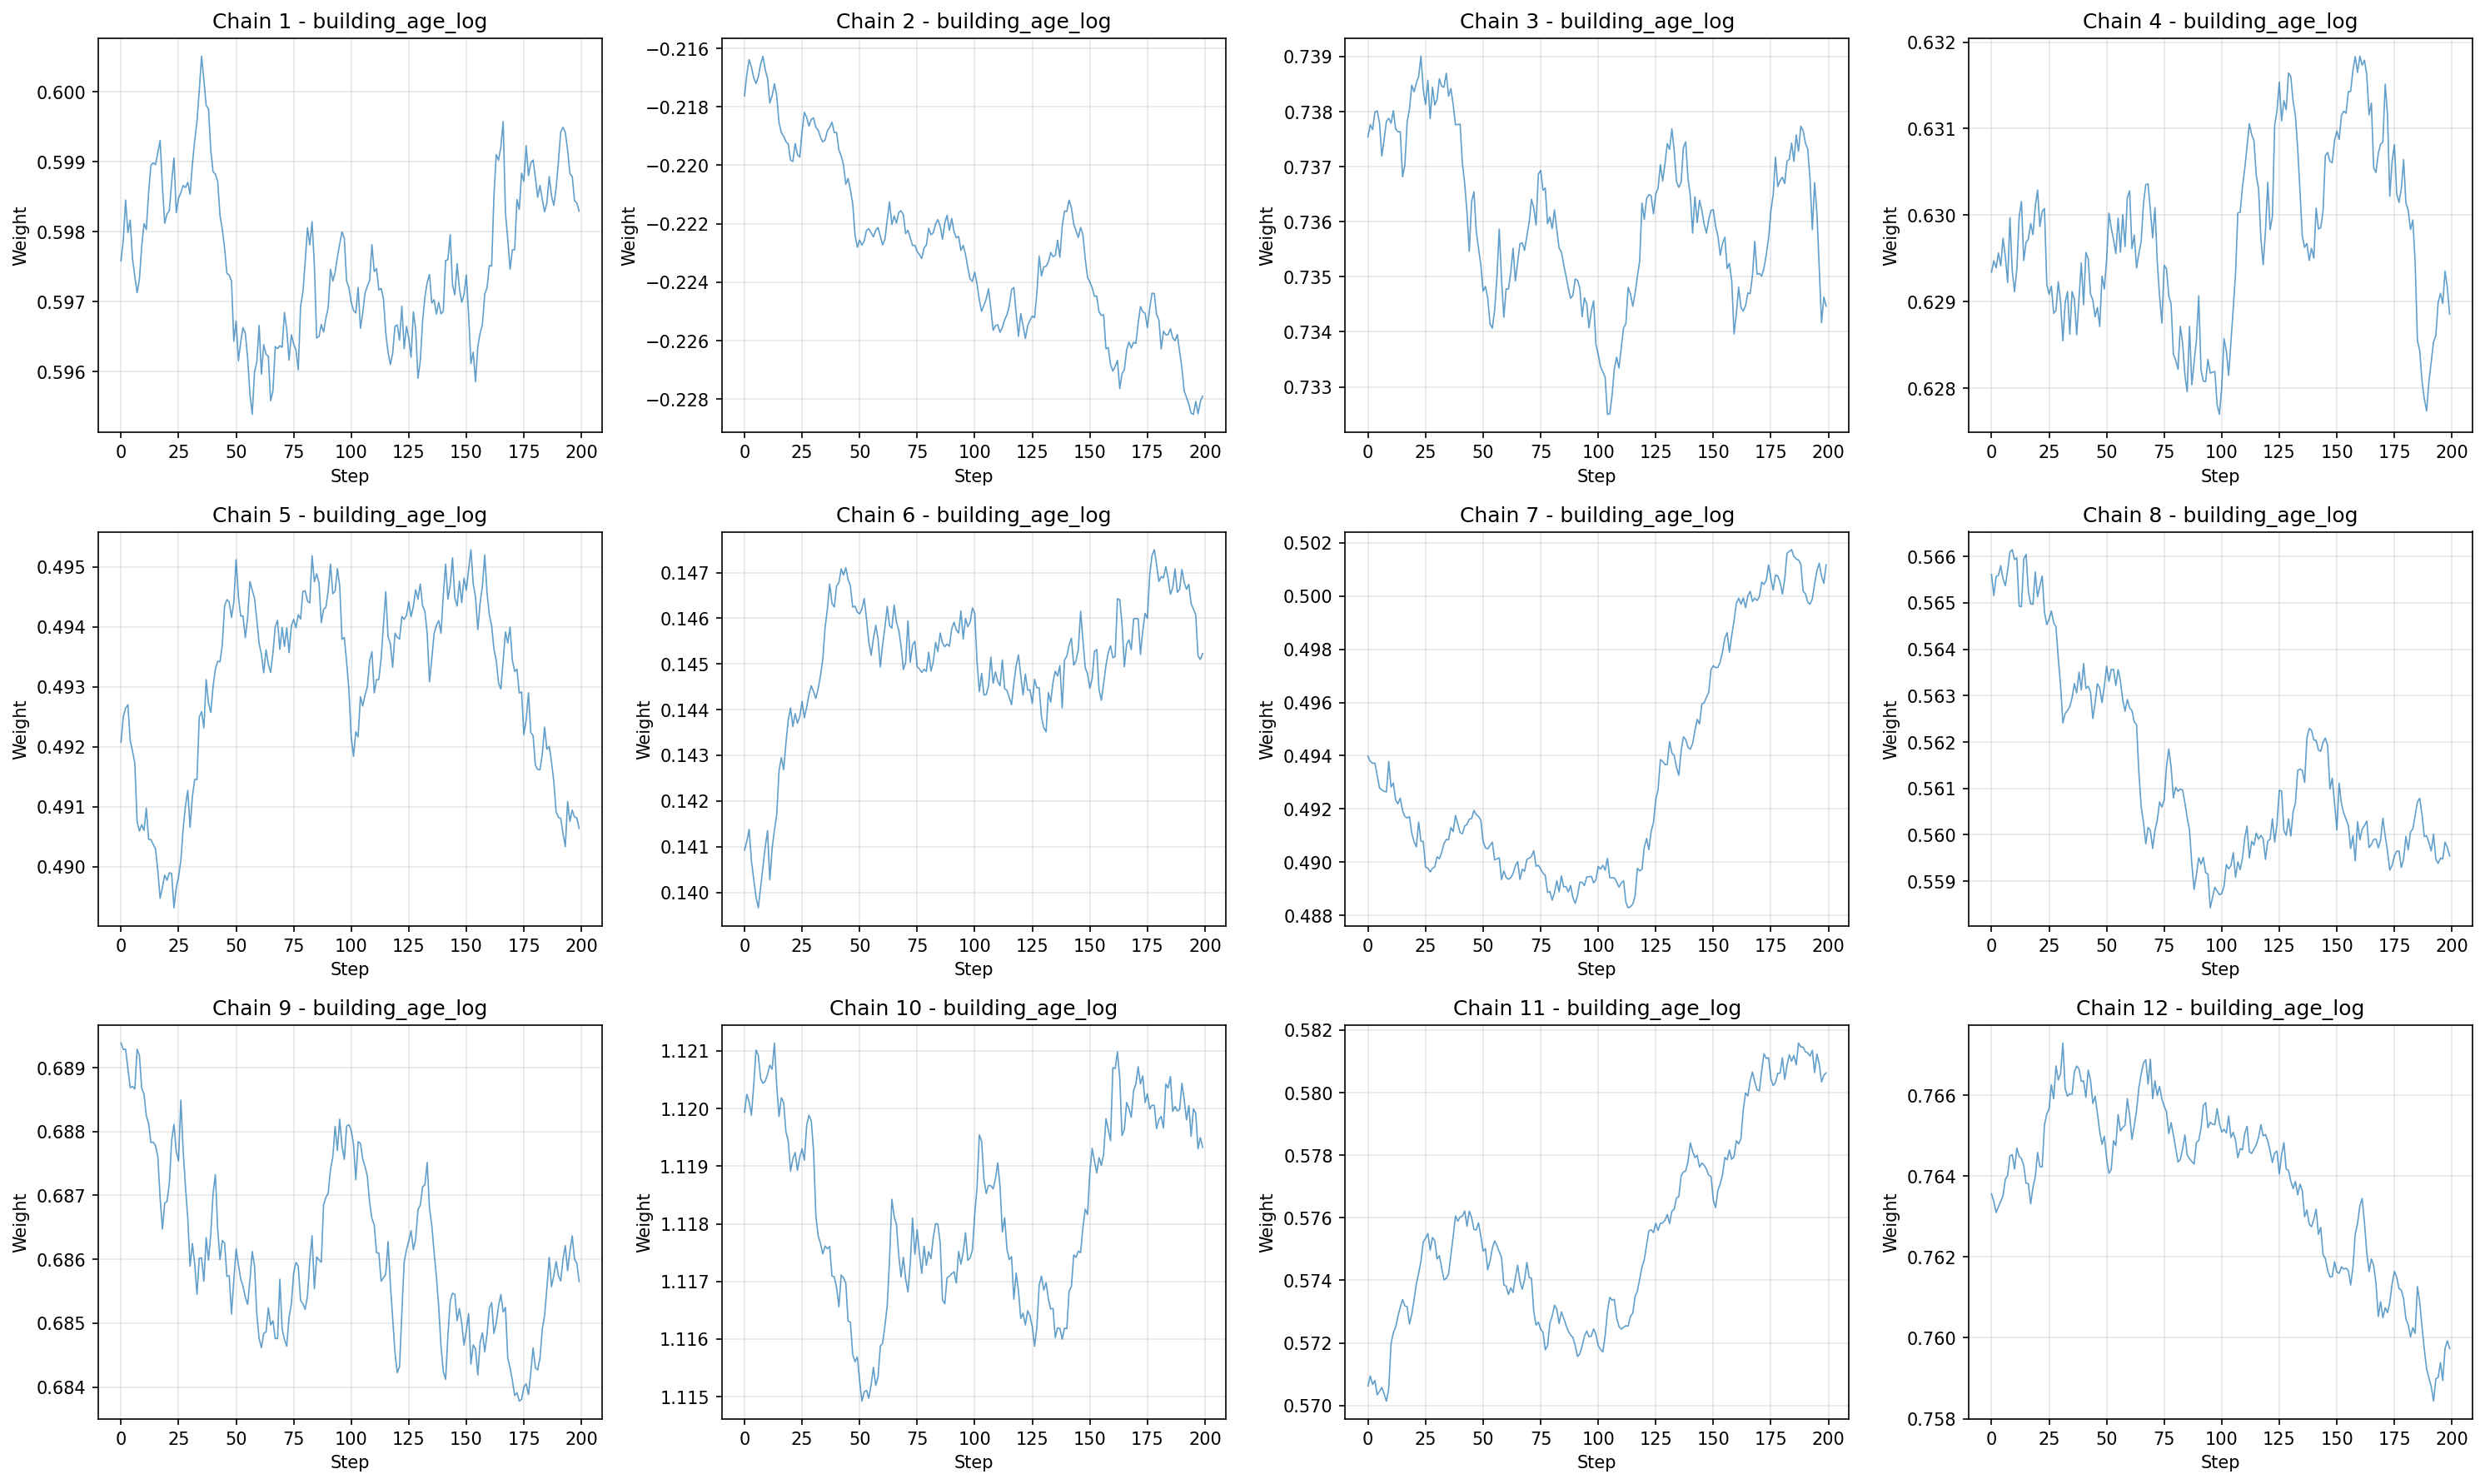 Chain 1 - building_age_log
Weight
0.600
0.599
0.598
0.597
0.596
0 25 50 75 100 125 150 175 200
Step
Chain 2 - building_age_log
Weight
−0.216
−0.218
−0.220
−0.222
−0.224
−0.226
−0.228
0 25 50 75 100 125 150 175 200
Step
Chain 3 - building_age_log
Weight
0.739
0.738
0.737
0.736
0.735
0.734
0.733
0 25 50 75 100 125 150 175 200
Step
Chain 4 - building_age_log
Weight
0.632
0.631
0.630
0.629
0.628
0 25 50 75 100 125 150 175 200
Step
Chain 5 - building_age_log
Weight
0.495
0.494
0.493
0.492
0.491
0.490
0 25 50 75 100 125 150 175 200
Step
Chain 6 - building_age_log
Weight
0.147
0.146
0.145
0.144
0.143
0.142
0.141
0.140
0 25 50 75 100 125 150 175 200
Step
Chain 7 - building_age_log
Weight
0.502
0.500
0.498
0.496
0.494
0.492
0.490
0.488
0 25 50 75 100 125 150 175 200
Step
Chain 8 - building_age_log
Weight
0.566
0.565
0.564
0.563
0.562
0.561
0.560
0.559
0 25 50 75 100 125 150 175 200
Step
Chain 9 - building_age_log
Weight
0.689
0.688
0.687
0.686
0.685
0.684
0 25 50 75 100 125 150 175 200
Step
Chain 10 - building_age_log
Weight
1.121
1.120
1.119
1.118
1.117
1.116
1.115
0 25 50 75 100 125 150 175 200
Step
Chain 11 - building_age_log
Weight
0.582
0.580
0.578
0.576
0.574
0.572
0.570
0 25 50 75 100 125 150 175 200
Step
Chain 12 - building_age_log
Weight
0.766
0.764
0.762
0.760
0.758
0 25 50 75 100 125 150 175 200
Step